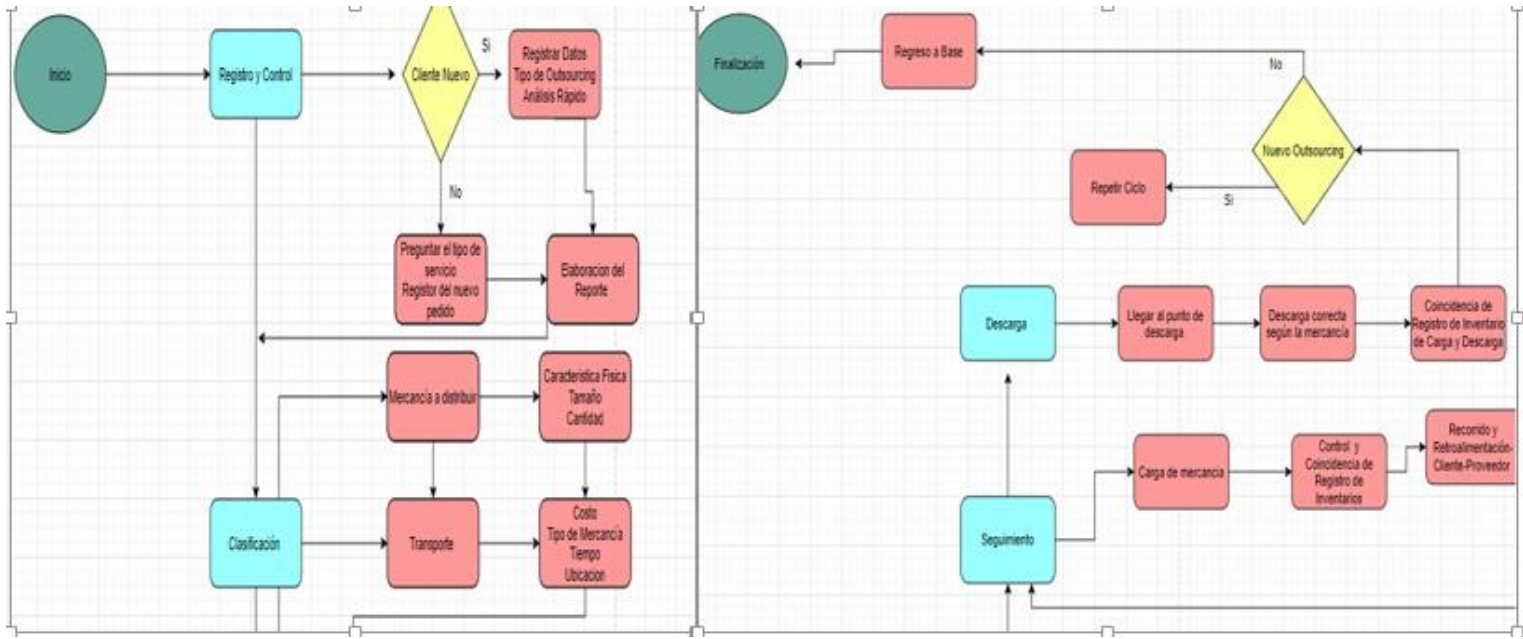 Inicio
Registro y Control
Cliente Nuevo
Si
Registrar Datos
Tipo de Outsourcing
Análisis Rápido
No
Preguntar el tipo de
servicio
Registor del nuevo
pedido
Elaboracion del
Reporte
Mercancía a distribuir
Caracteristica Fisica
Tamaño
Cantidad
Clasificación
Transporte
Costo
Tipo de Mercancía
Tiempo
Ubicacion
Finalización
Regreso a Base
No
Nuevo Outsourcing
Repetir Ciclo
Si
Descarga
Llegar al punto de
descarga
Descarga correcta
según la mercancía
Coincidencia de
Registro de Inventario
de Carga y Descarga
Seguimiento
Carga de mercancia
Control y
Coincidencia de
Registro de
Inventarios
Recorrido y
Retroalimentación-
Cliente-Proveedor